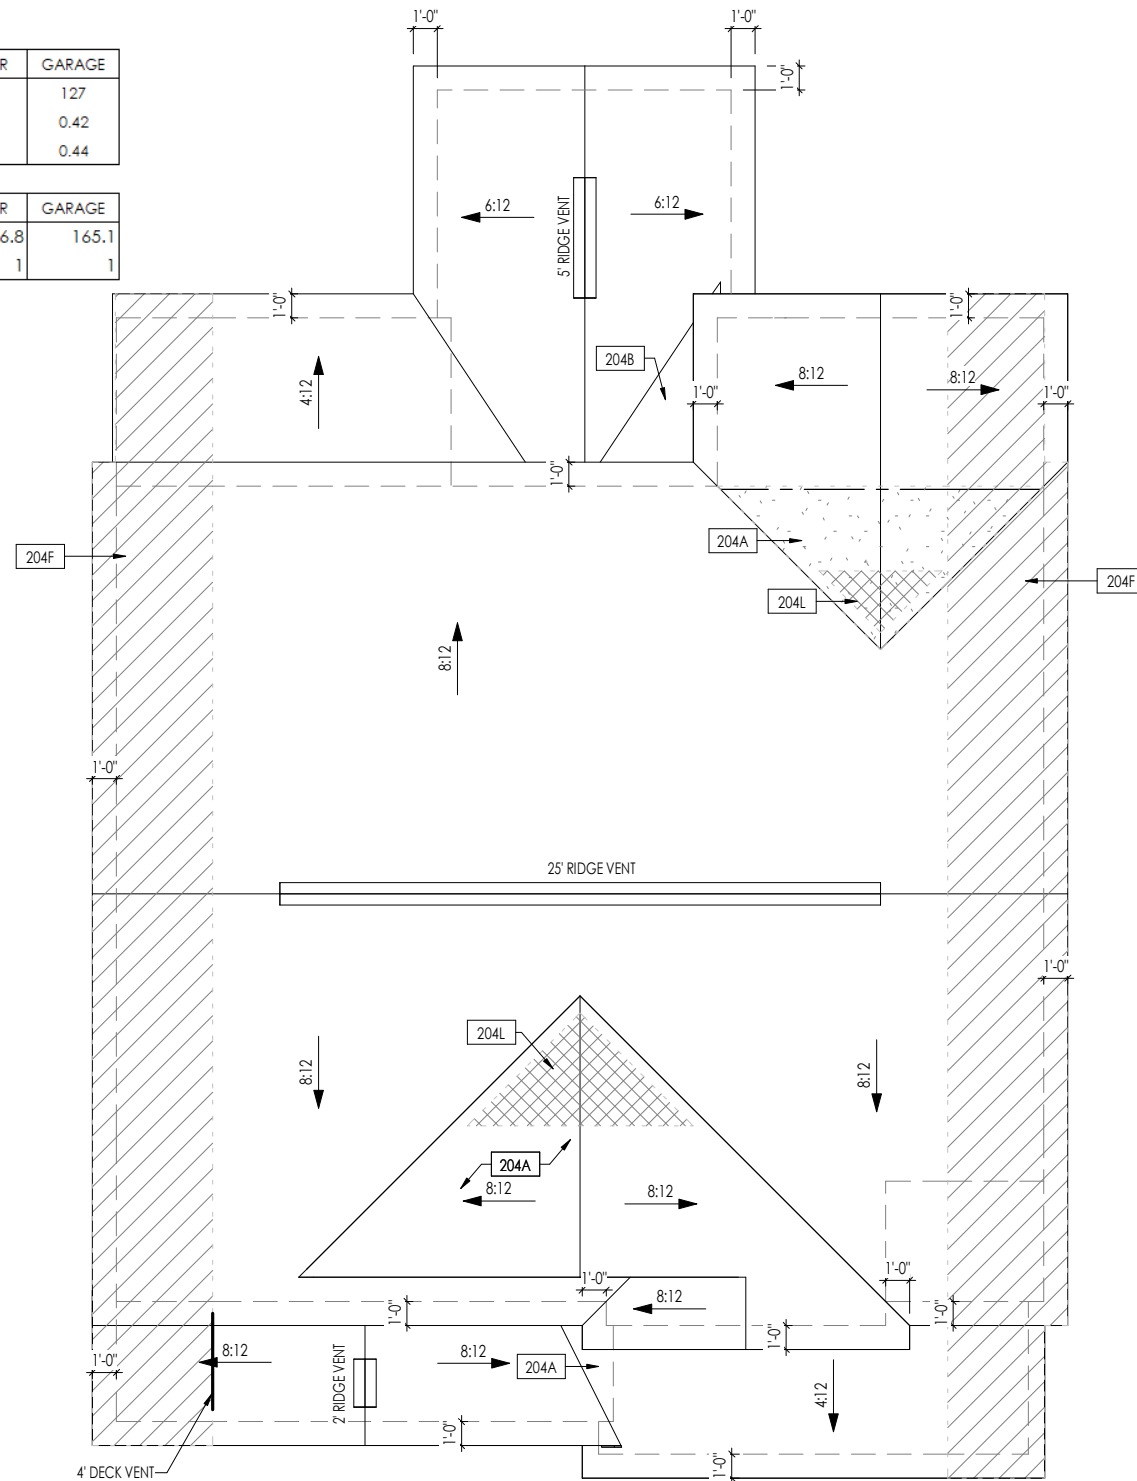 1'-0" 1'-0"
1'-0"
R GARAGE
127
0.42
0.44
R GARAGE
6.8 165.1
1 1
6:12 6:12
5' RIDGE VENT
1'-0" 1'-0"
204B
4:12
8:12 8:12
1'-0" 1'-0"
1'-0"
204F
204A
204F
204L
8:12
1'-0"
25' RIDGE VENT
1'-0"
204L
8:12 8:12
204A
8:12 8:12
1'-0" 1'-0"
8:12
1'-0" 1'-0"
1'-0"
8:12 8:12
1'-0"
204A
2' RIDGE VENT
4:12
1'-0"
1'-0"
4' DECK VENT